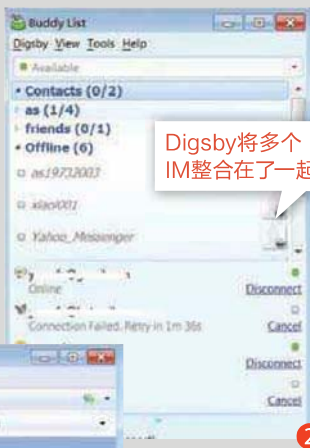 Buddy List
Digsby View Tools Help
Available
Contacts (0/2)
as (1/4)
friends (0/1)
Offline (6)
as19732003
xiaol001
Yahoo_Messenger
Digsby将多个
IM整合在了一起
Online
Disconnect
Connection Failed. Retry in 1m 36s
Cancel
Disconnect
Cancel
2